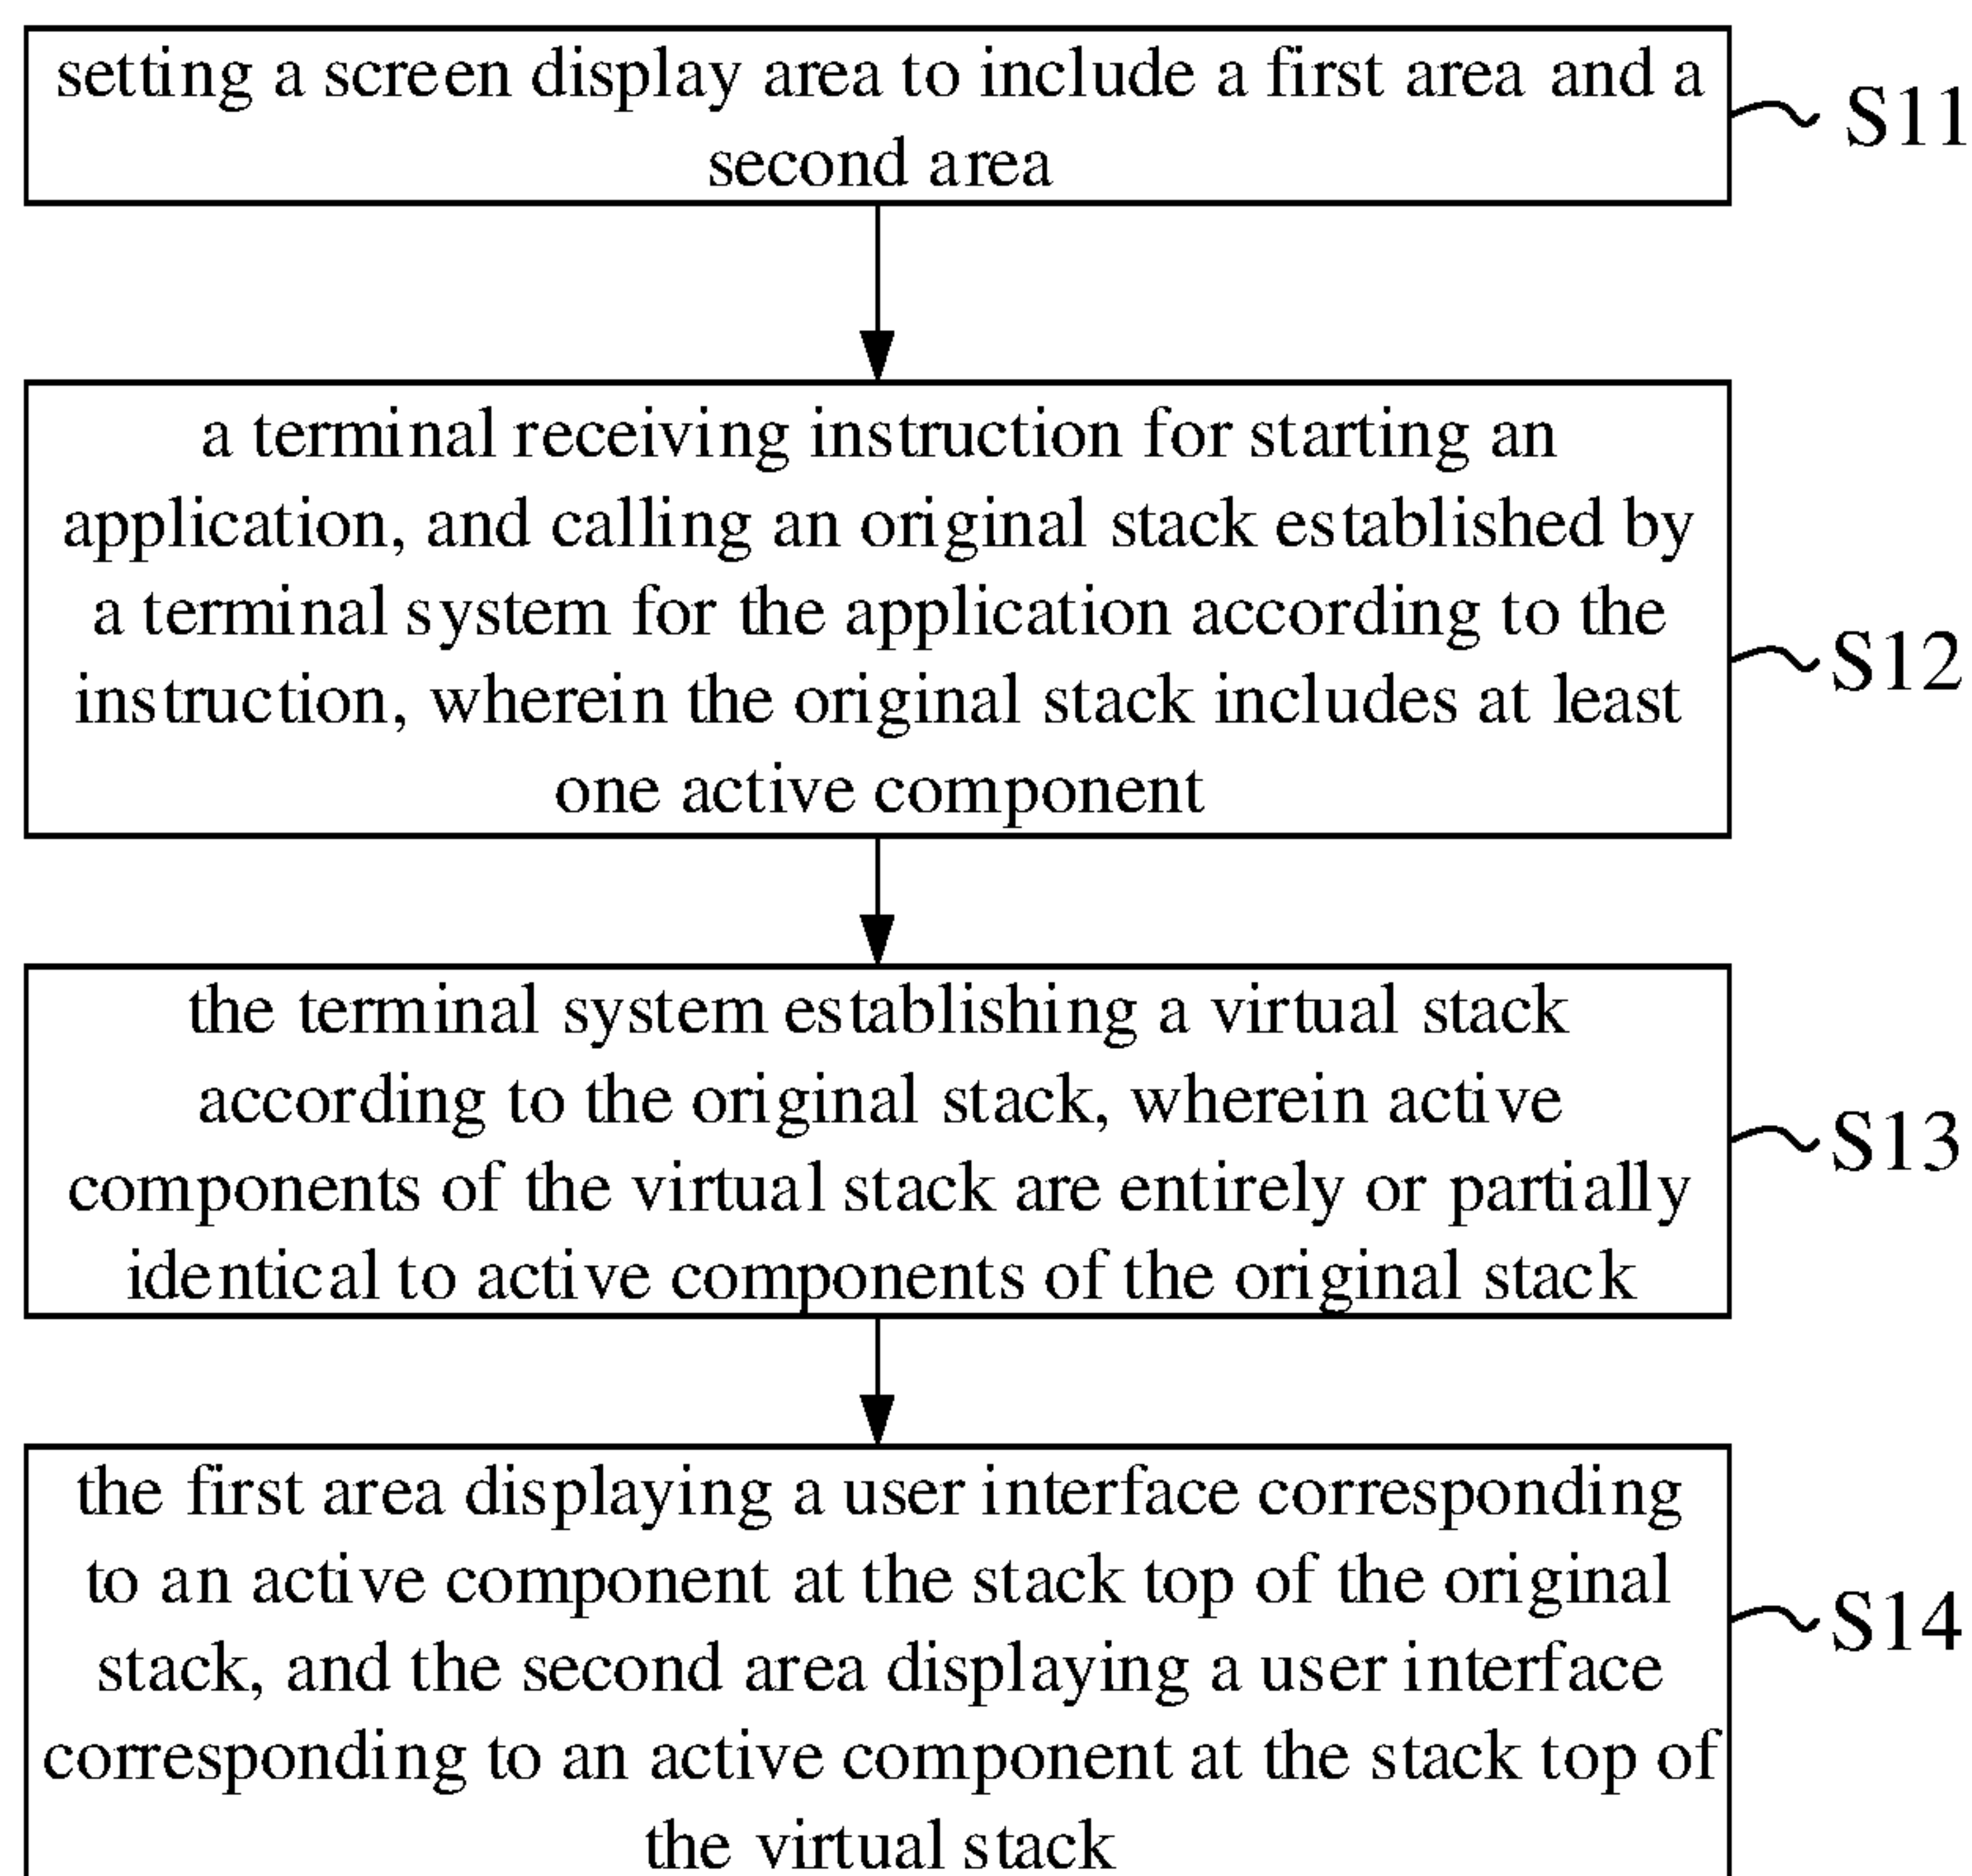 setting a screen display area to include a first area and a
second area
S11
a terminal receiving instruction for starting an
application, and calling an original stack established by
a terminal system for the application according to the
instruction, wherein the original stack includes at least
one active component
S12
the terminal system establishing a virtual stack
according to the original stack, wherein active
components of the virtual stack are entirely or partially
identical to active components of the original stack
S13
the first area displaying a user interface corresponding
to an active component at the stack top of the original
stack, and the second area displaying a user interface
corresponding to an active component at the stack top of
the virtual stack
S14